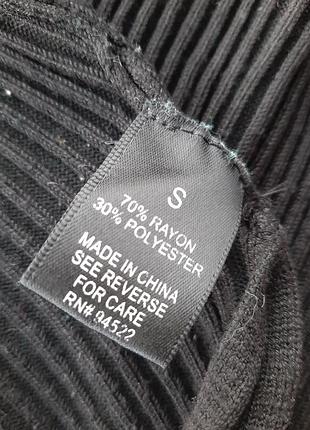 S
70% RAYON
30% POLYESTER
MADE IN CHINA
SEE REVERSE
FOR CARE
RN# 94522